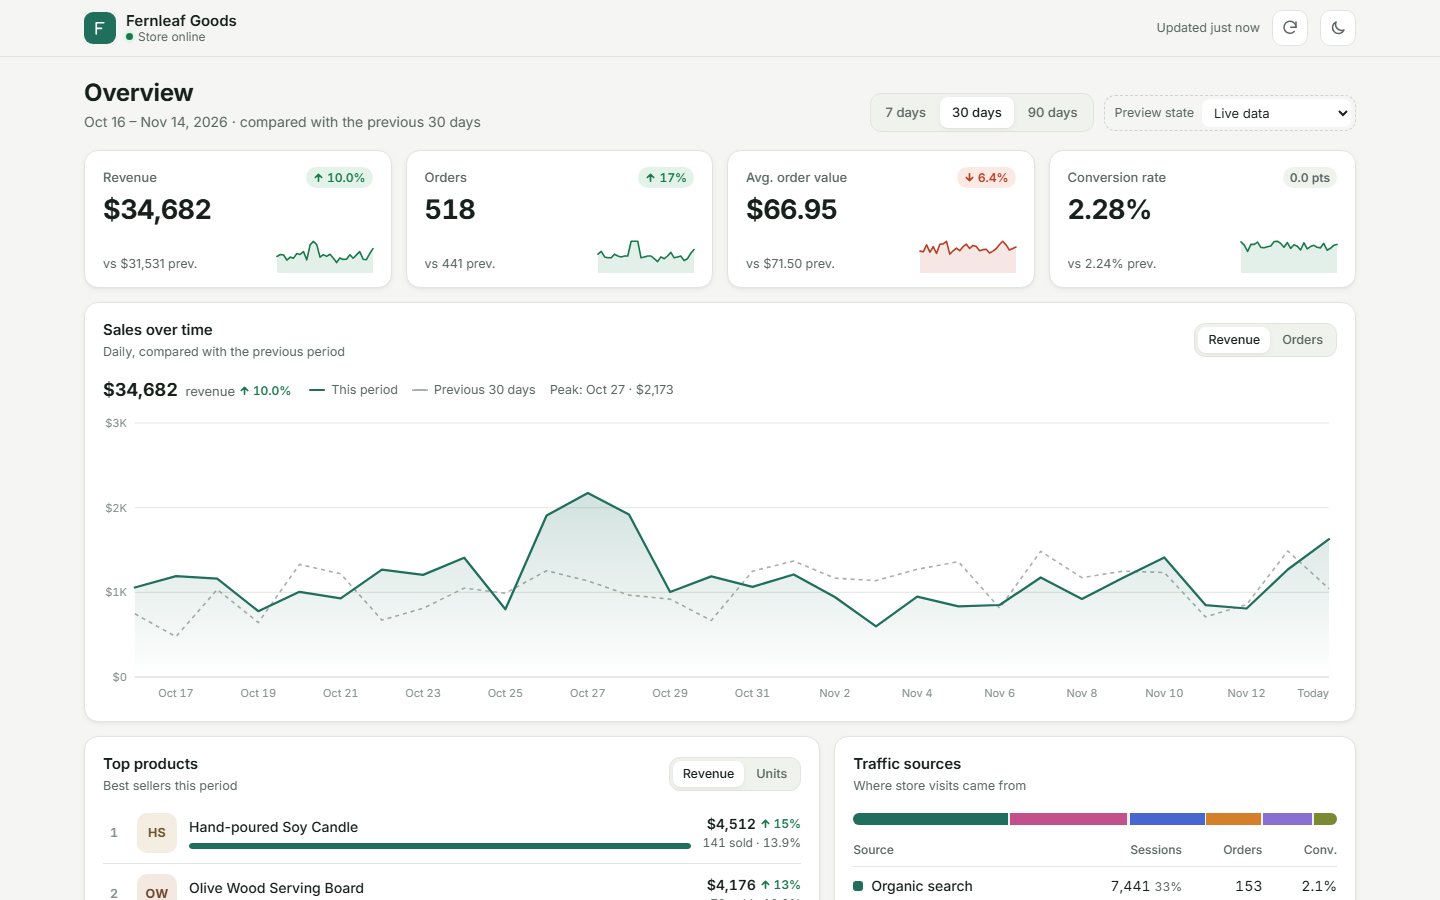 F
Fernleaf Goods
Store online
Updated just now
Overview
Oct 16 – Nov 14, 2026 · compared with the previous 30 days
7 days 30 days 90 days
Preview state Live data
Revenue ↑ 10.0%
$34,682
vs $31,531 prev.
Orders ↑ 17%
518
vs 441 prev.
Avg. order value ↓ 6.4%
$66.95
vs $71.50 prev.
Conversion rate 0.0 pts
2.28%
vs 2.24% prev.
Sales over time
Daily, compared with the previous period
Revenue Orders
$34,682 revenue ↑ 10.0% This period Previous 30 days Peak: Oct 27 · $2,173
$3K
$2K
$1K
$0
Oct 17 Oct 19 Oct 21 Oct 23 Oct 25 Oct 27 Oct 29 Oct 31 Nov 2 Nov 4 Nov 6 Nov 8 Nov 10 Nov 12 Today
Top products
Best sellers this period
Revenue Units
1 HS Hand-poured Soy Candle $4,512 ↑ 15%
141 sold · 13.9%
2 OW Olive Wood Serving Board $4,176 ↑ 13%
Traffic sources
Where store visits came from
Source Sessions Orders Conv.
Organic search 7,441 33% 153 2.1%